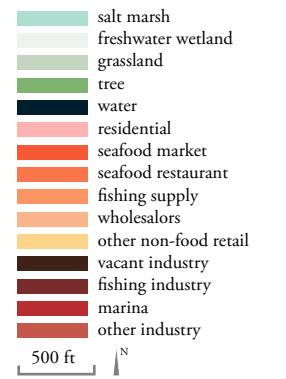 salt marsh
freshwater wetland
grassland
tree
water
residential
seafood market
seafood restaurant
fishing supply
wholesalors
other non-food retail
vacant industry
fishing industry
marina
other industry
500 ft N